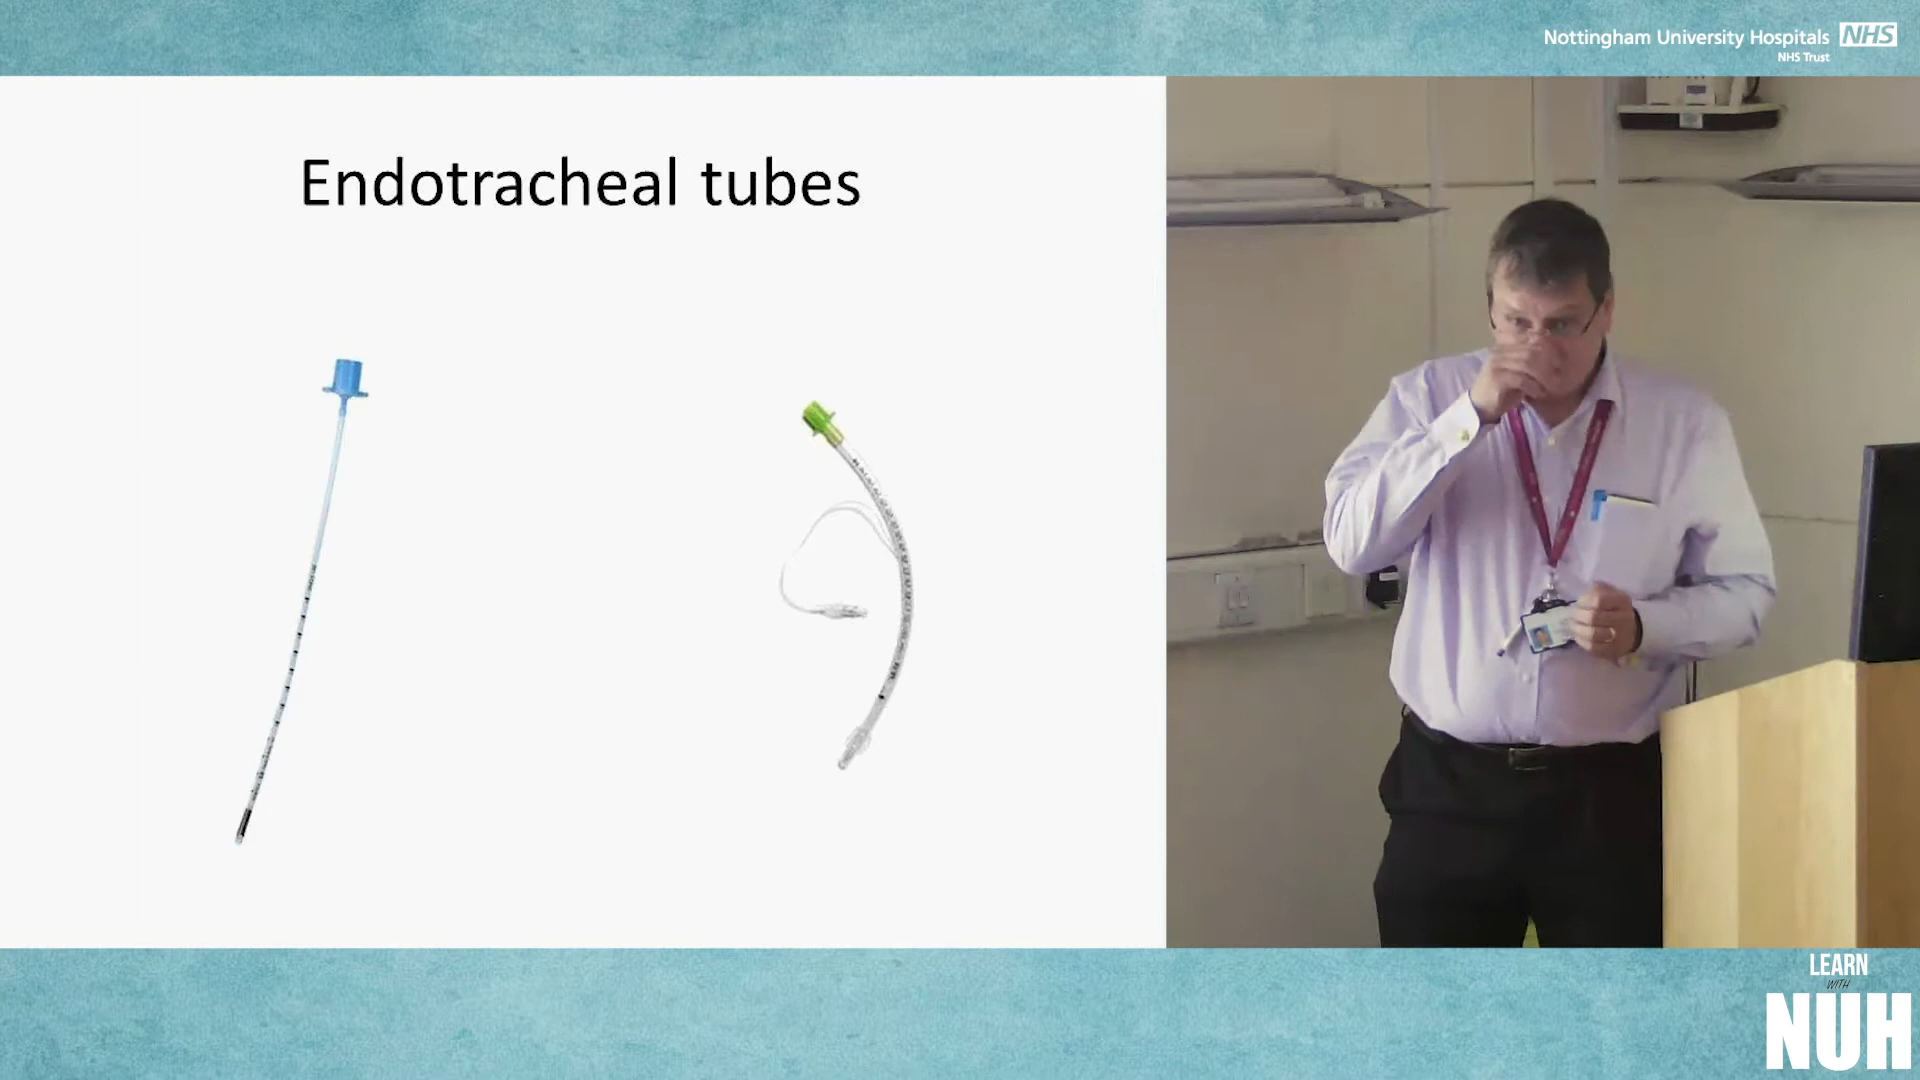 Nottingham University Hospitals NHS
NHS Trust
Endotracheal tubes
LEARN
WITH
NUH